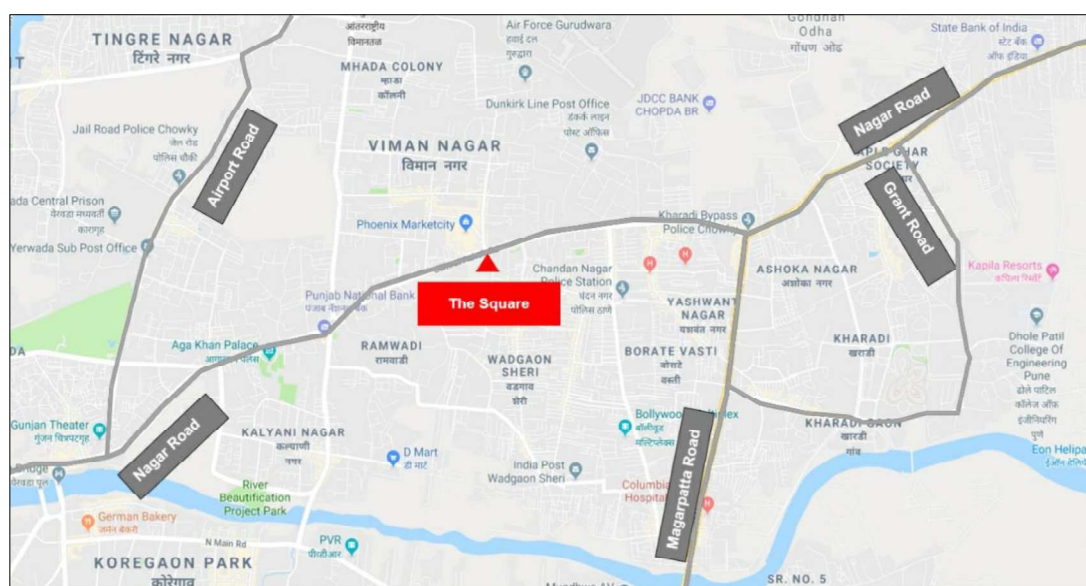 TINGRE NAGAR
टिंगरे नगर
आंतरराष्ट्रीय
विमानतळ
Air Force Gurudwara
हवाई दल
गुरुद्वारा
Odha
गोंधण ओढ
State Bank of India
स्टेट बँक
ऑफ इंडिया
MHADA COLONY
म्हाडा
कॉलनी
Dunkirk Line Post Office
डंकर्क लाइन
पोस्ट ऑफिस
JDCC BANK
CHOPDA BR
Nagar Road
Jail Road Police Chowky
जेल रोड
पोलिस चौकी
Airport Road
VIMAN NAGAR
विमान नगर
SOCIETY
Grant Road
Central Prison
येरवडा मध्यवर्ती
कारागृह
Phoenix Marketcity
Kharadi Bypass
Police Chowky
Yerwada Sub Post Office
Chandan Nagar
Police Station
चंदन नगर
पोलिस ठाणे
ASHOKA NAGAR
अशोका नगर
Kapila Resorts
कपिला रिसॉर्ट
Punjab National Bank
पंजाब नॅशनल बँक
The Square
YASHWANT
NAGAR
यशवंत नगर
Aga Khan Palace
RAMWADI
रामवाडी
WADGAON
SHERI
वडगाव
शेरी
BORATE VASTI
बोराटे
वस्ती
KHARADI
खराडी
Dhole Patil
College Of
Engineering
Pune
ढोले पाटिल
कॉलेज ऑफ
इंजीनियरिंग
पुणे
Gunjan Theater
गुंजन चित्रपटगृह
Nagar Road
KALYANI NAGAR
कल्याणी
नगर
D Mart
डी मार्ट
बॉलीवूड
मल्टिप्लेक्स
KHARADI GAON
खराडी
गांव
Eon Helipa
Bridge
येरवडा पूल
India Post
Wadgaon Sheri
Magarpatta Road
Hospital
River
Beautification
Project Park
German Bakery
जर्मन बेकरी
N Main Rd
PVR
पीव्हीआर
KOREGAON PARK
कोरेगाव
SR. NO. 5